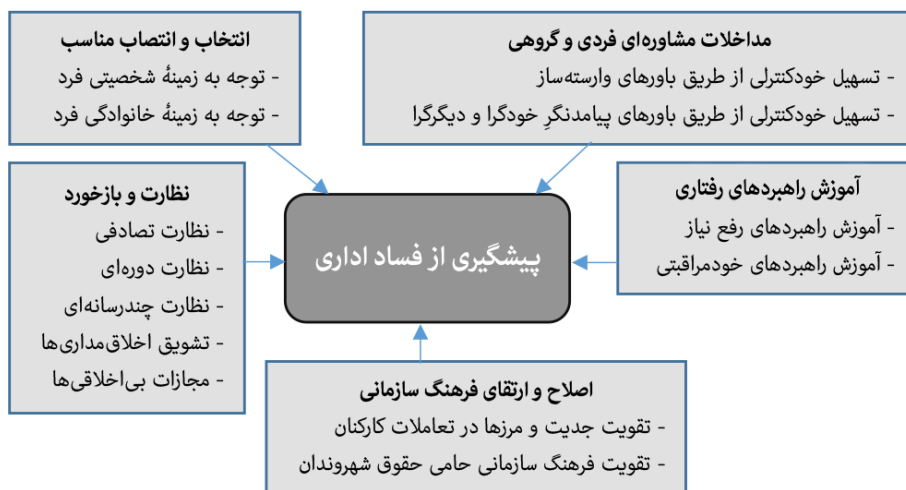 مداخلات مشاوره‌ای فردی و گروهی
- تسهیل خودکنترلی از طریق باورهای وارسته‌ساز
- تسهیل خودکنترلی از طریق باورهای پیامدنگرِ خودگرا و دیگرگرا
انتخاب و انتصاب مناسب
- توجه به زمینهٔ شخصیتی فرد
- توجه به زمینهٔ خانوادگی فرد
آموزش راهبردهای رفتاری
- آموزش راهبردهای رفع نیاز
- آموزش راهبردهای خودمراقبتی
پیشگیری از فساد اداری
نظارت و بازخورد
- نظارت تصادفی
- نظارت دوره‌ای
- نظارت چندرسانه‌ای
- تشویق اخلاق‌مداری‌ها
- مجازات بی‌اخلاقی‌ها
اصلاح و ارتقای فرهنگ سازمانی
- تقویت جدیت و مرزها در تعاملات کارکنان
- تقویت فرهنگ سازمانی حامی حقوق شهروندان